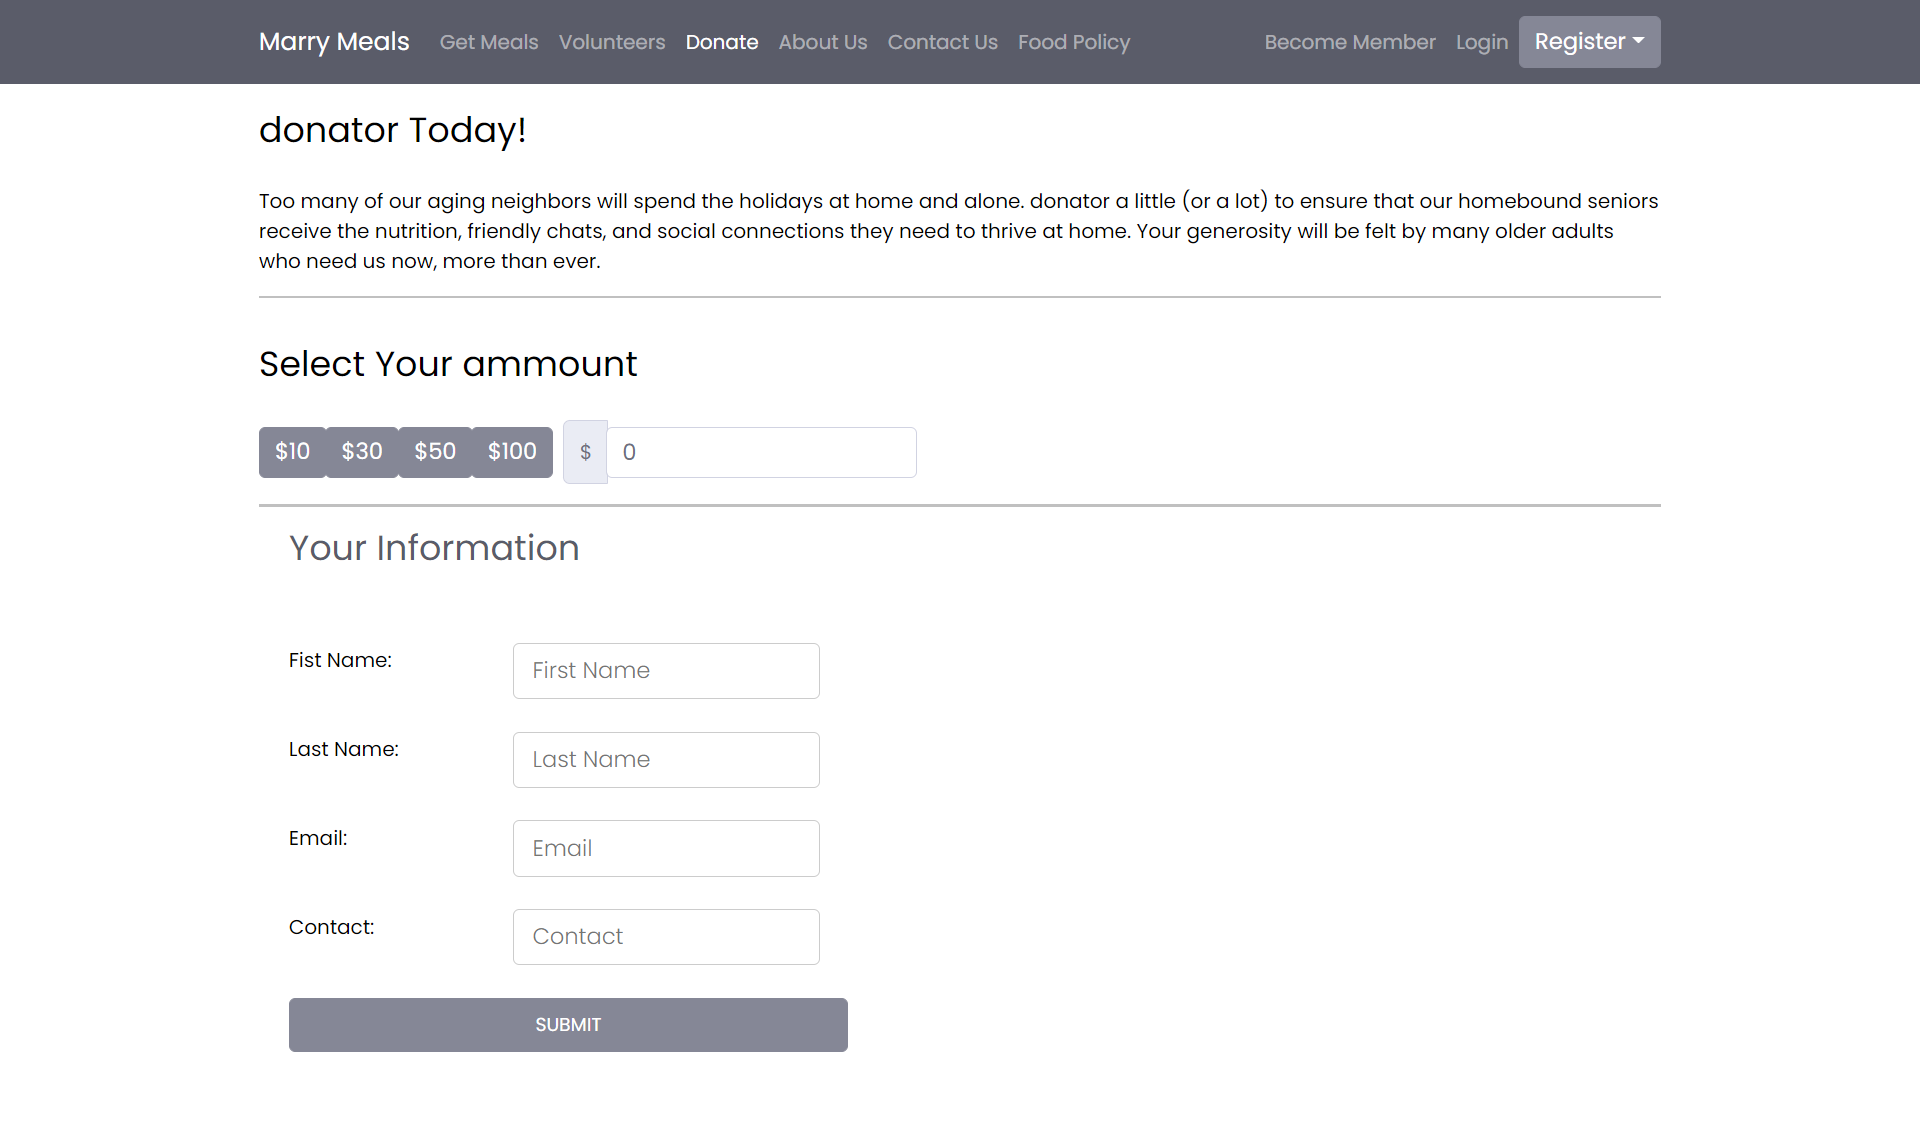 Marry Meals Get Meals Volunteers Donate About Us Contact Us Food Policy Become Member Login Register
donator Today!
Too many of our aging neighbors will spend the holidays at home and alone. donator a little (or a lot) to ensure that our homebound seniors
receive the nutrition, friendly chats, and social connections they need to thrive at home. Your generosity will be felt by many older adults
who need us now, more than ever.
Select Your ammount
$10 $30 $50 $100 $ 0
Your Information
Fist Name: First Name
Last Name: Last Name
Email: Email
Contact: Contact
SUBMIT